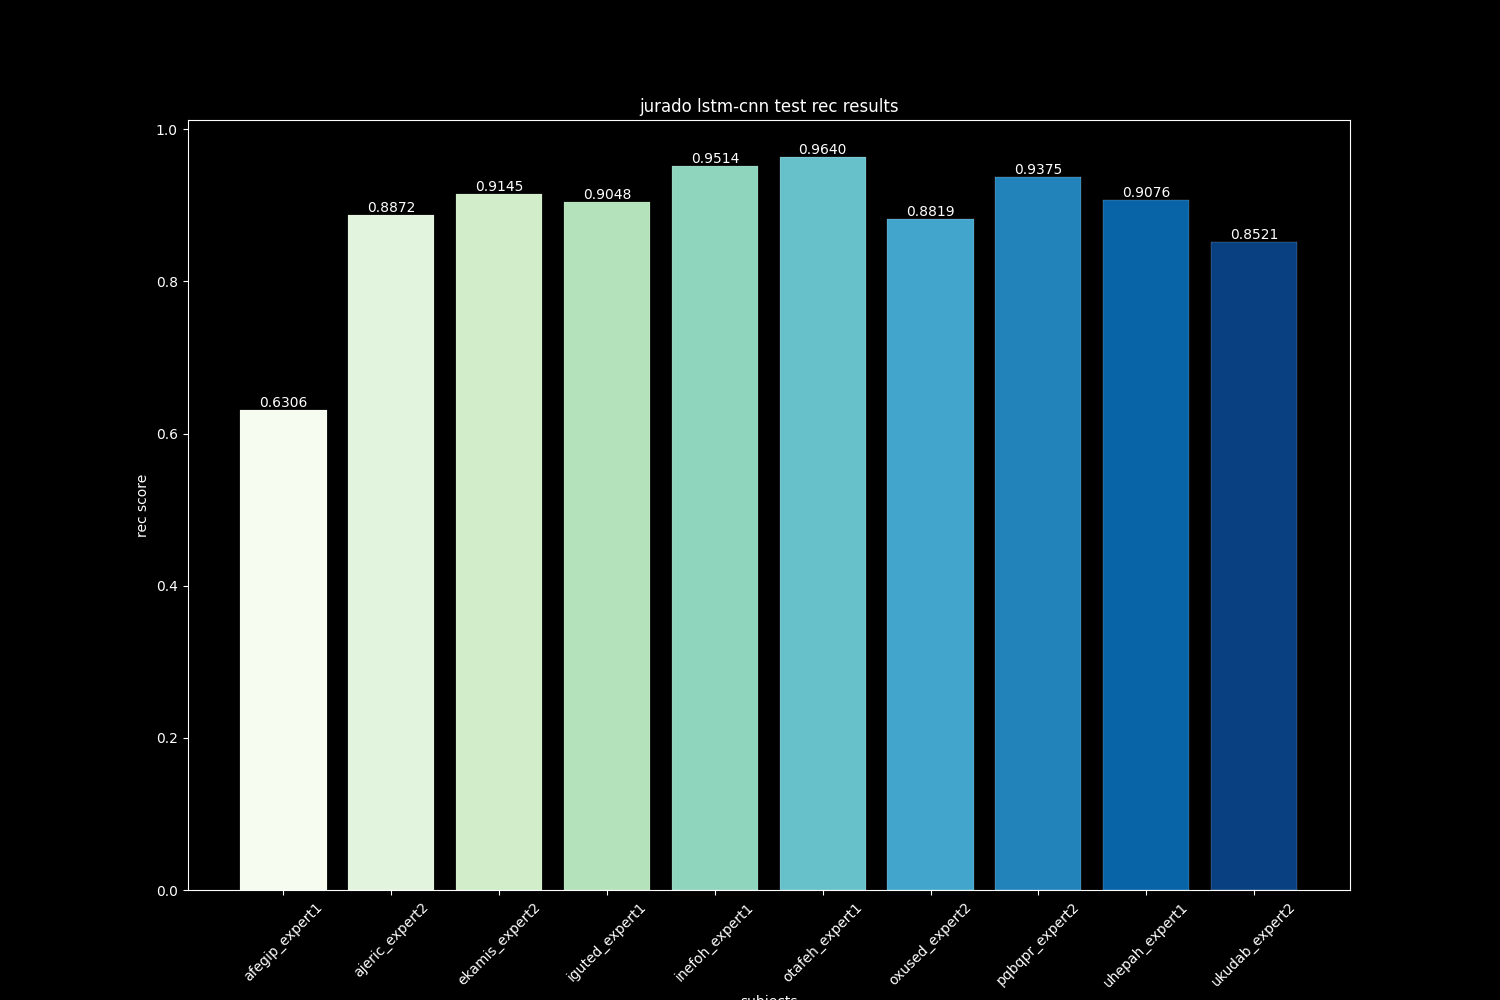 jurado lstm-cnn test rec results
1.0
0.8
0.6
0.4
0.2
0.0
rec score
0.6306
0.8872
0.9145
0.9048
0.9514
0.9640
0.8819
0.9375
0.9076
0.8521
afegip_expert1
ajeric_expert2
ekamis_expert2
iguted_expert1
inefoh_expert1
otafeh_expert1
oxused_expert2
pqbqpr_expert2
uhepah_expert1
ukudab_expert2
subjects